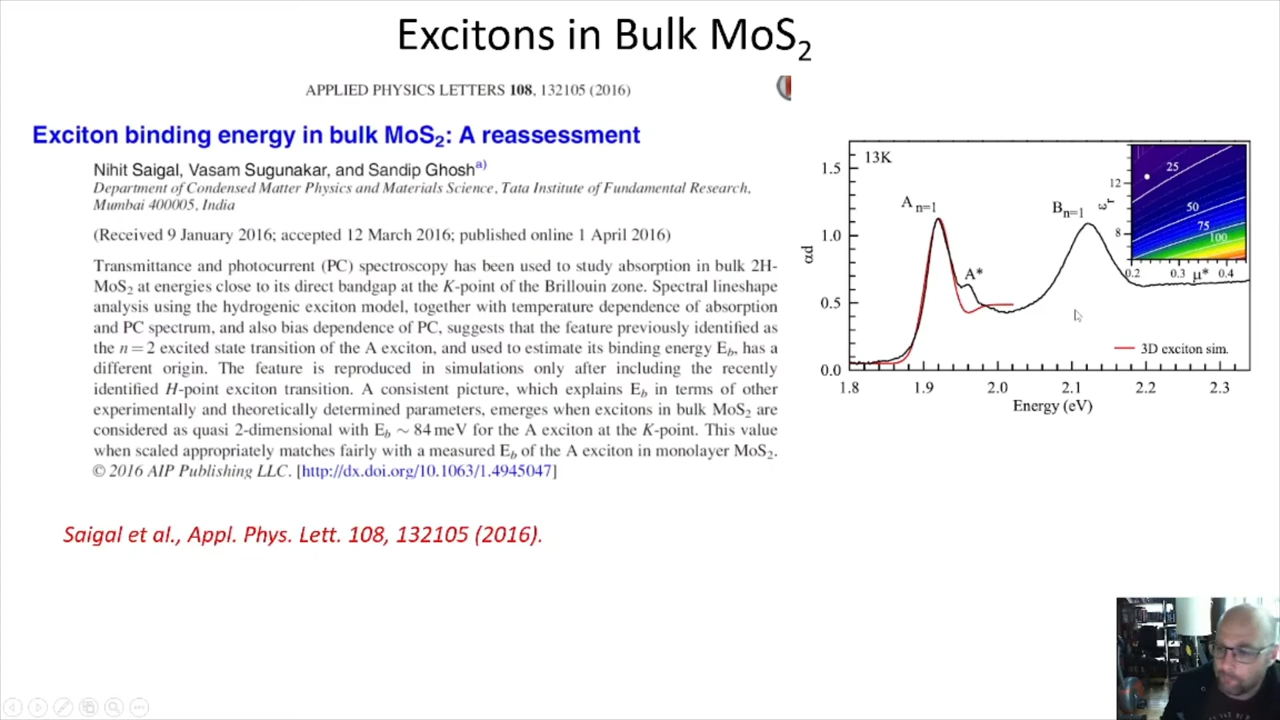 Excitons in Bulk MoS2
APPLIED PHYSICS LETTERS 108, 132105 (2016)
Exciton binding energy in bulk MoS2: A reassessment
Nihit Saigal, Vasam Sugunakar, and Sandip Ghosh a)
Department of Condensed Matter Physics and Materials Science, Tata Institute of Fundamental Research,
Mumbai 400005, India
(Received 9 January 2016; accepted 12 March 2016; published online 1 April 2016)
Transmittance and photocurrent (PC) spectroscopy has been used to study absorption in bulk 2H-
MoS2 at energies close to its direct bandgap at the K-point of the Brillouin zone. Spectral lineshape
analysis using the hydrogenic exciton model, together with temperature dependence of absorption
and PC spectrum, and also bias dependence of PC, suggests that the feature previously identified as
the n = 2 excited state transition of the A exciton, and used to estimate its binding energy Eb, has a
different origin. The feature is reproduced in simulations only after including the recently
identified H-point exciton transition. A consistent picture, which explains Eb in terms of other
experimentally and theoretically determined parameters, emerges when excitons in bulk MoS2 are
considered as quasi 2-dimensional with Eb ~ 84 meV for the A exciton at the K-point. This value
when scaled appropriately matches fairly with a measured Eb of the A exciton in monolayer MoS2.
© 2016 AIP Publishing LLC. [http://dx.doi.org/10.1063/1.4945047]
Saigal et al., Appl. Phys. Lett. 108, 132105 (2016).
13K
A n=1
A*
B n=1
αd
1.5
1.0
0.5
0.0
1.8 1.9 2.0 2.1 2.2 2.3
Energy (eV)
3D exciton sim.
εr
12
8
25
50
75
100
0.2 0.3 0.4
μ*